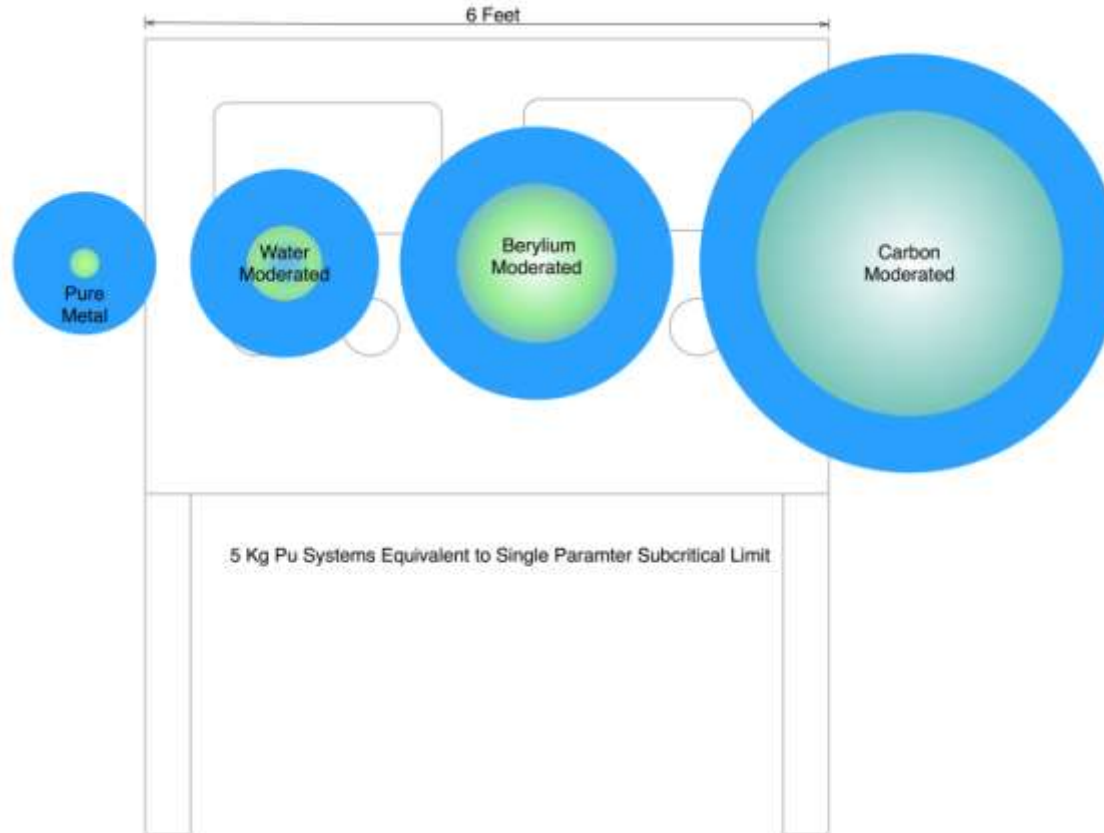 6 Feet
Pure
Metal
Water
Moderated
Berylium
Moderated
Carbon
Moderated
5 Kg Pu Systems Equivalent to Single Paramter Subcritical Limit